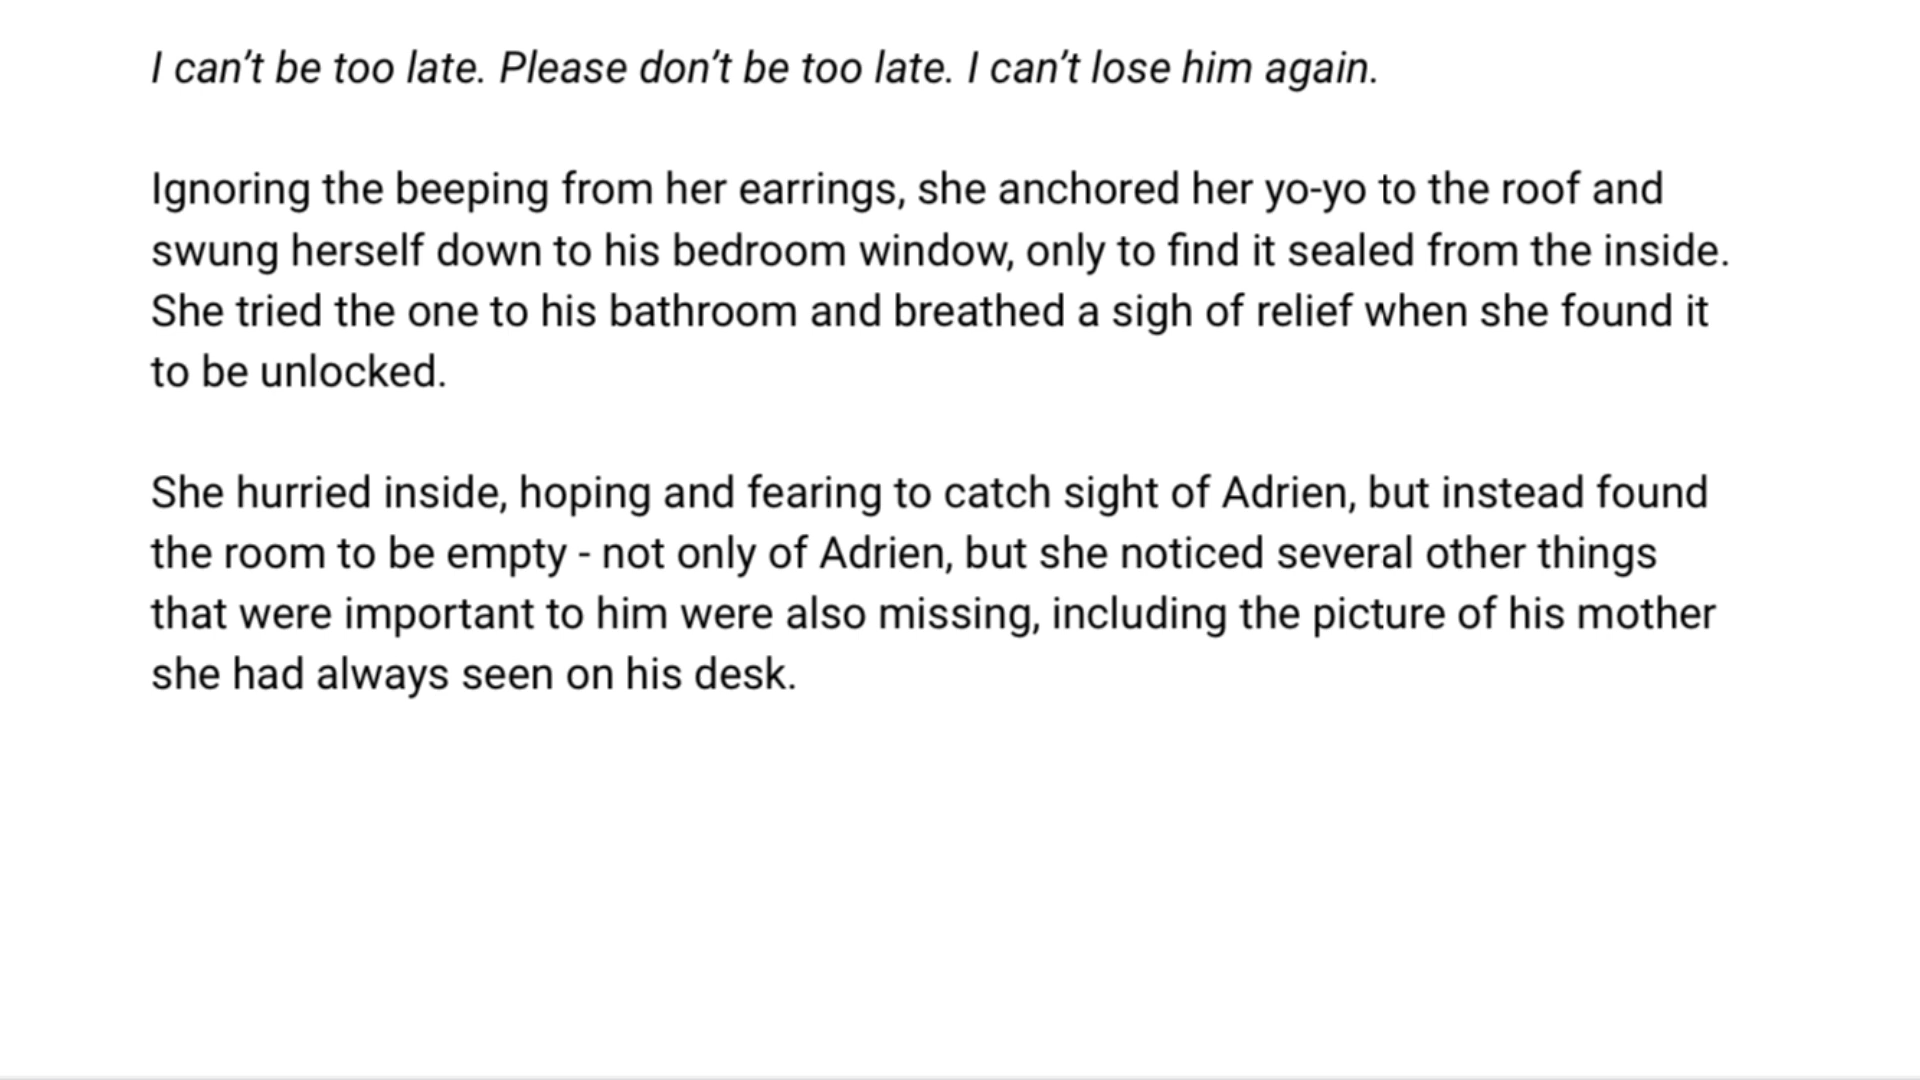 I can’t be too late. Please don’t be too late. I can’t lose him again.
Ignoring the beeping from her earrings, she anchored her yo-yo to the roof and
swung herself down to his bedroom window, only to find it sealed from the inside.
She tried the one to his bathroom and breathed a sigh of relief when she found it
to be unlocked.
She hurried inside, hoping and fearing to catch sight of Adrien, but instead found
the room to be empty - not only of Adrien, but she noticed several other things
that were important to him were also missing, including the picture of his mother
she had always seen on his desk.